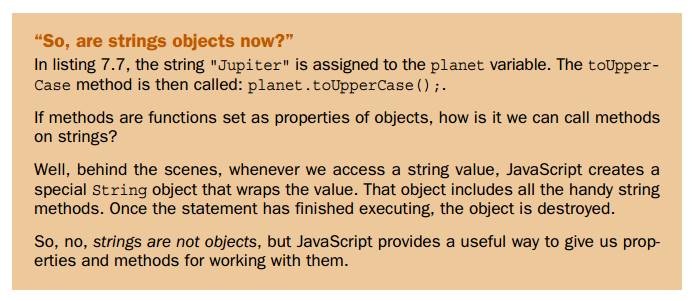 “So, are strings objects now?”
In listing 7.7, the string "Jupiter" is assigned to the planet variable. The toUpper-
Case method is then called: planet.toUpperCase();.
If methods are functions set as properties of objects, how is it we can call methods
on strings?
Well, behind the scenes, whenever we access a string value, JavaScript creates a
special String object that wraps the value. That object includes all the handy string
methods. Once the statement has finished executing, the object is destroyed.
So, no, strings are not objects, but JavaScript provides a useful way to give us prop-
erties and methods for working with them.